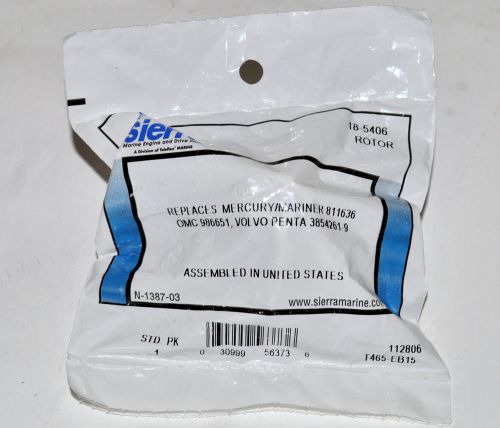 Sierra
Marine Engine and Drive
A Division of Teleflex MARINE
18-5406
ROTOR
REPLACES MERCURY/MARINER 811636
OMC 986651, VOLVO PENTA 3854261-9
ASSEMBLED IN UNITED STATES
N-1387-03
www.sierramarine.com
STD PK
1
0 30999 56373 6
112806
T465-EB15